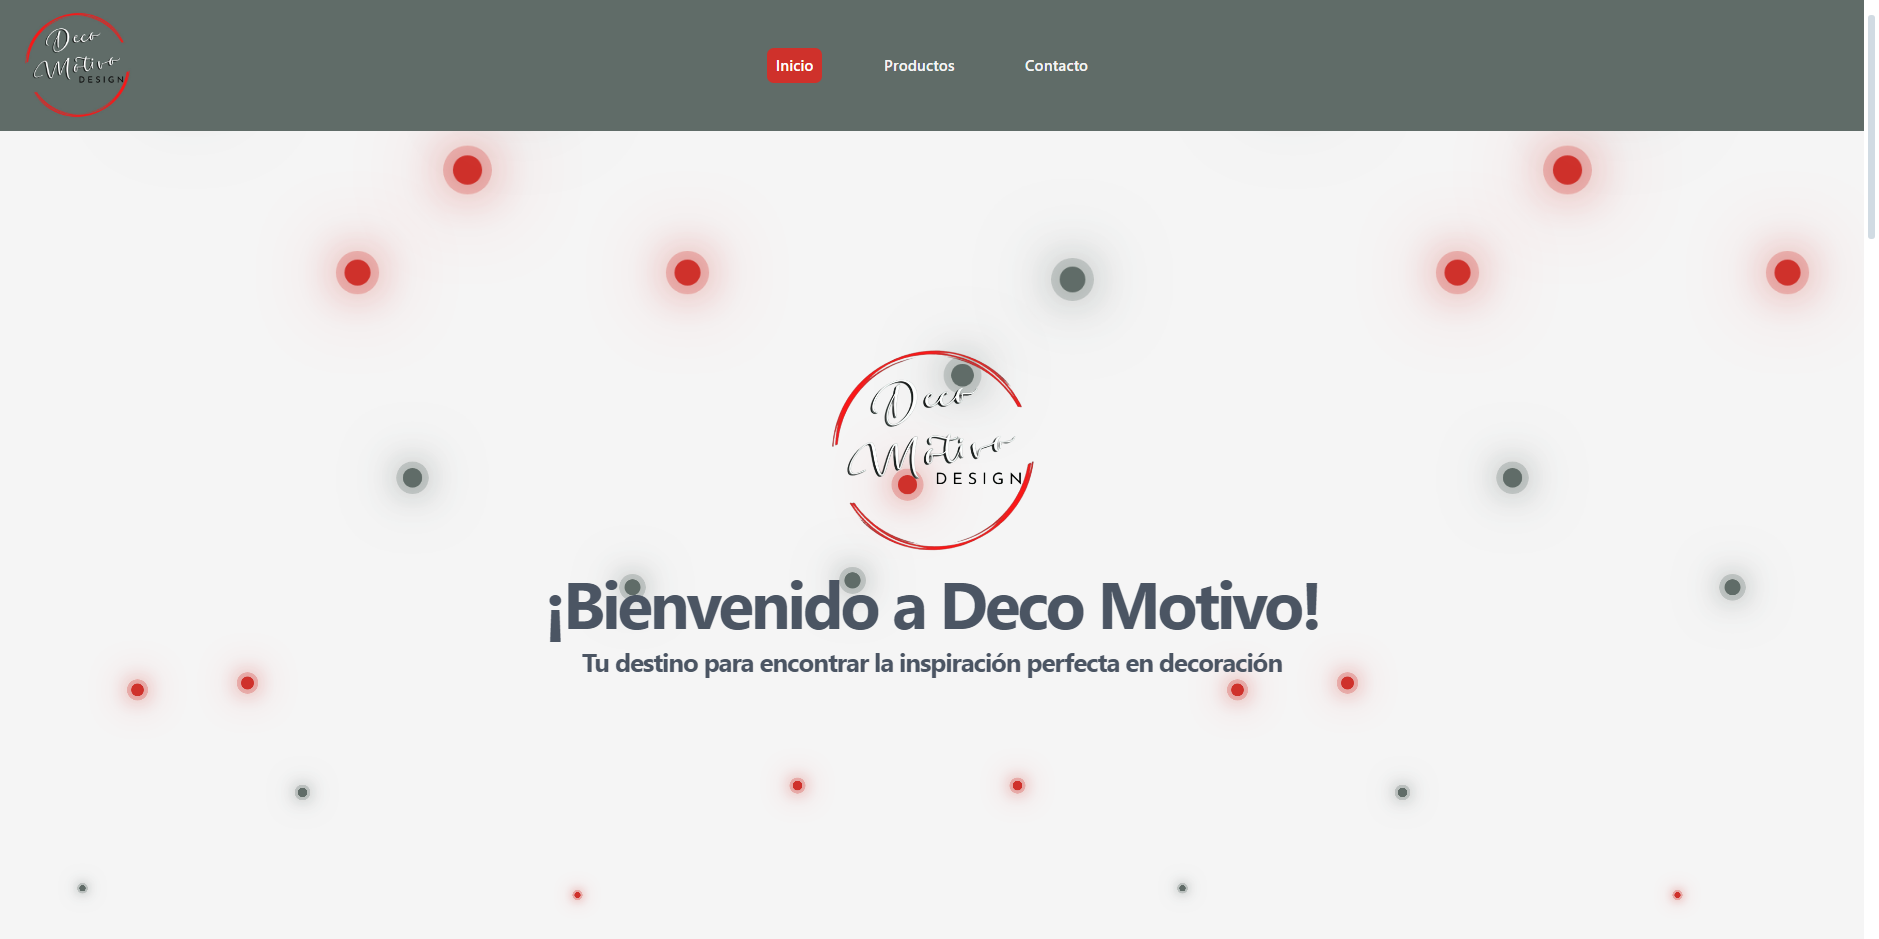 Deco
Motivo
DESIGN
Inicio
Productos
Contacto
Deco
Motivo
DESIGN
¡Bienvenido a Deco Motivo!
Tu destino para encontrar la inspiración perfecta en decoración